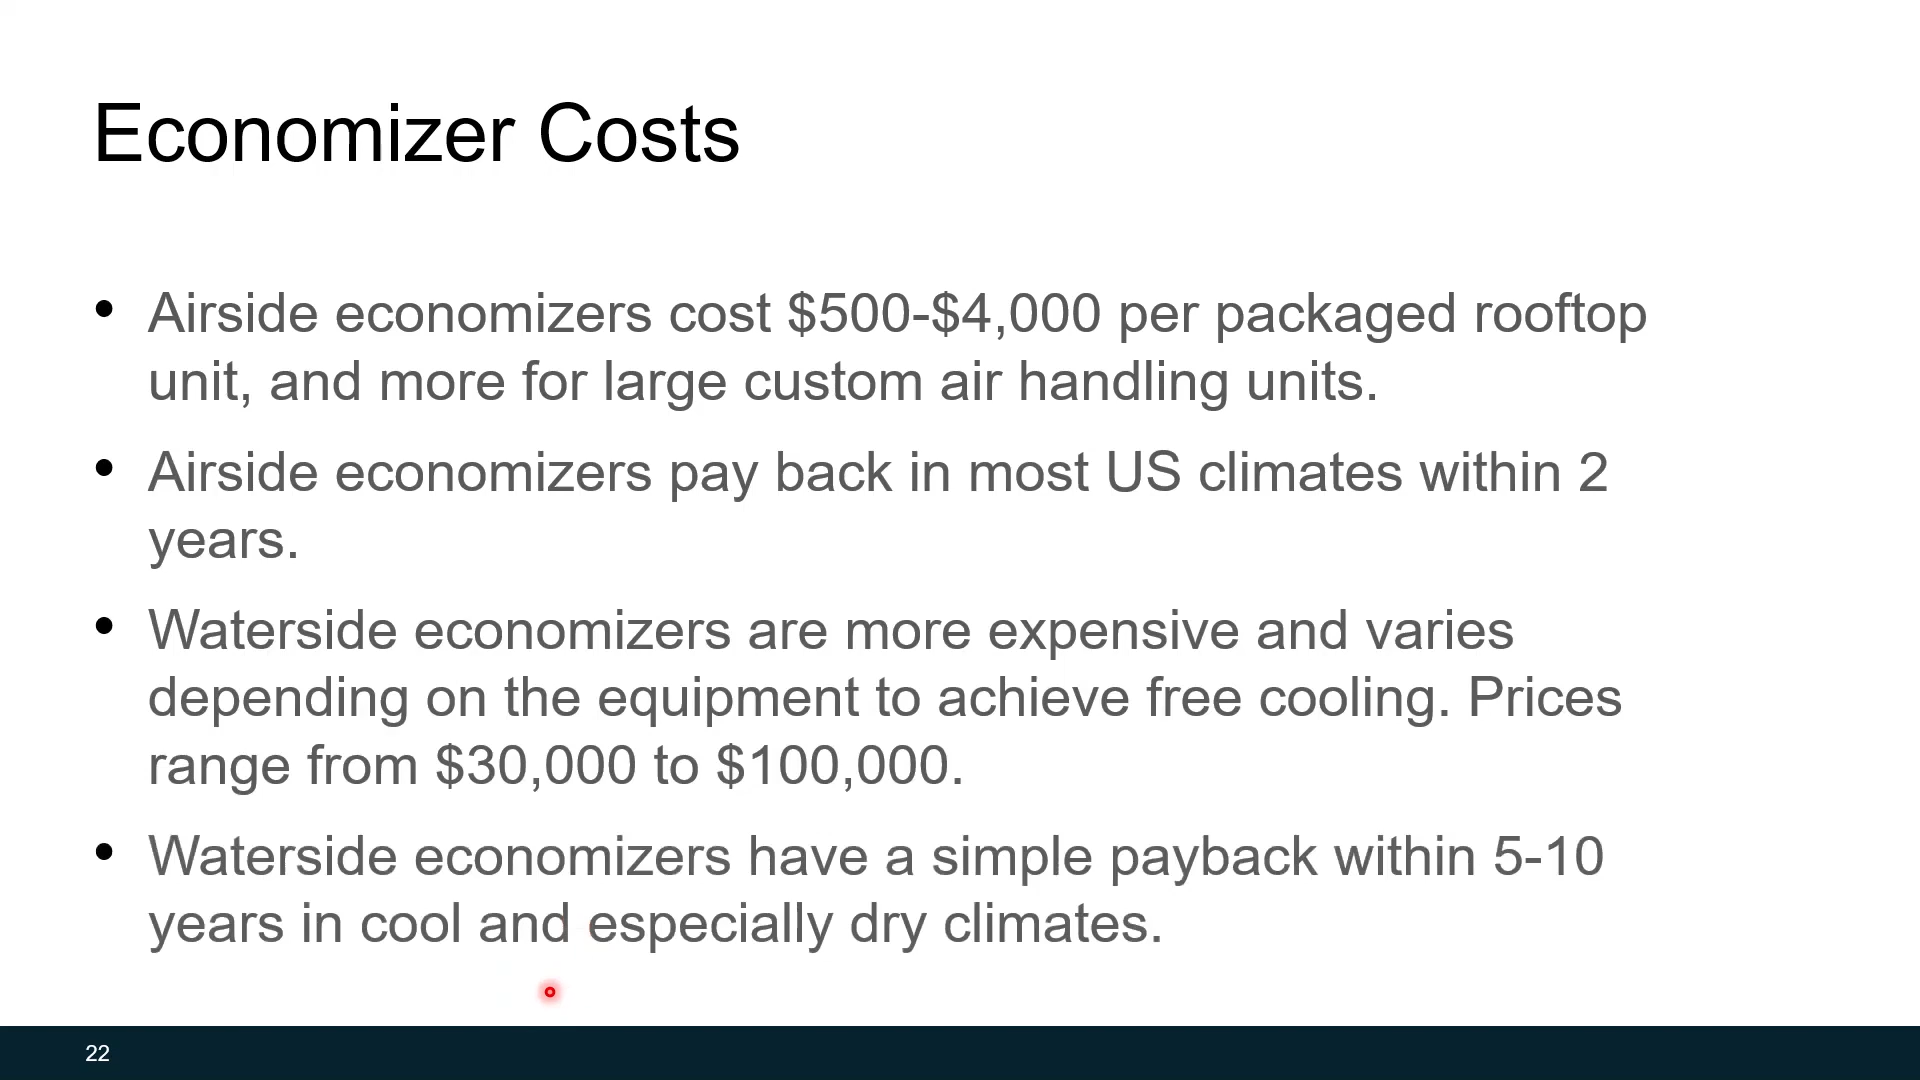 Economizer Costs
• Airside economizers cost $500-$4,000 per packaged rooftop
unit, and more for large custom air handling units.
• Airside economizers pay back in most US climates within 2
years.
• Waterside economizers are more expensive and varies
depending on the equipment to achieve free cooling. Prices
range from $30,000 to $100,000.
• Waterside economizers have a simple payback within 5-10
years in cool and especially dry climates.
22